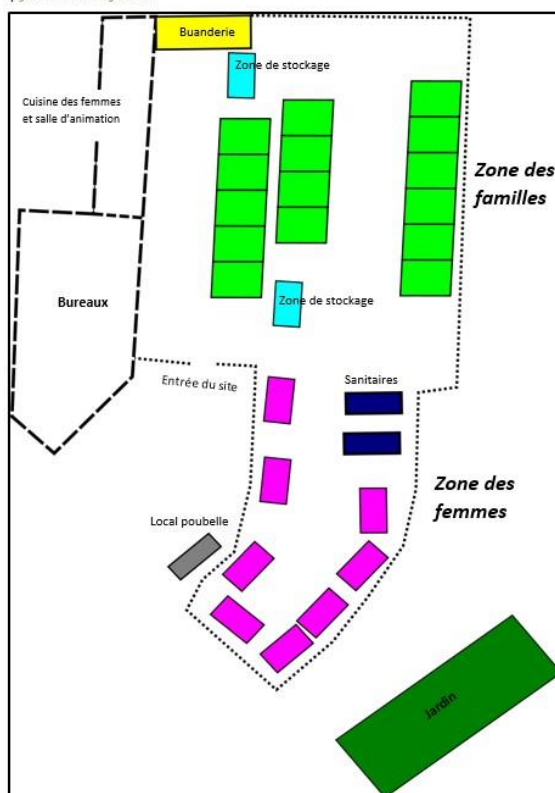 Buanderie
Zone de stockage
Cuisine des femmes
et salle d'animation
Zone des
familles
Bureaux
Zone de stockage
Entrée du site
Sanitaires
Zone des
femmes
Local poubelle
Jardin